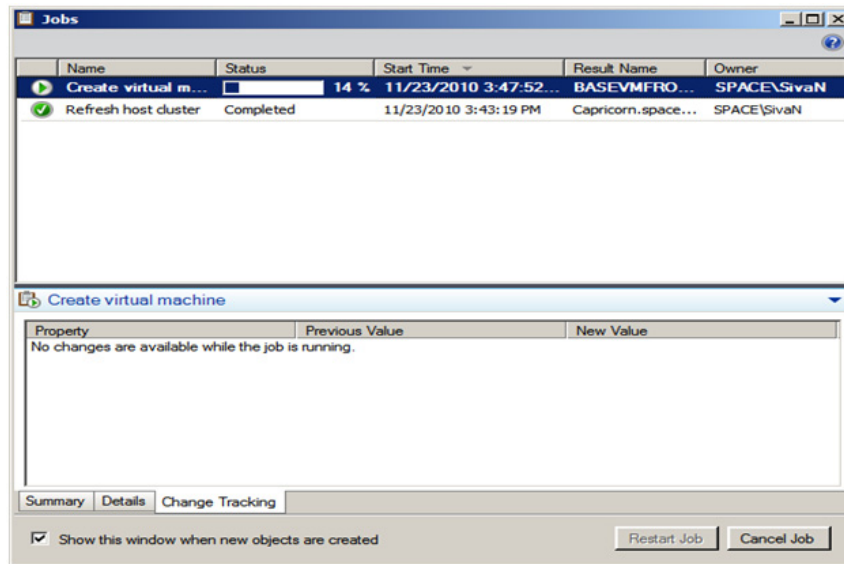 Jobs
Name Status Start Time Result Name Owner
Create virtual m... 14 % 11/23/2010 3:47:52... BASEVMFRO... SPACE\SivaN
Refresh host cluster Completed 11/23/2010 3:43:19 PM Capricorn.space... SPACE\SivaN
Create virtual machine
Property Previous Value New Value
No changes are available while the job is running.
Summary Details Change Tracking
Show this window when new objects are created Restart Job Cancel Job